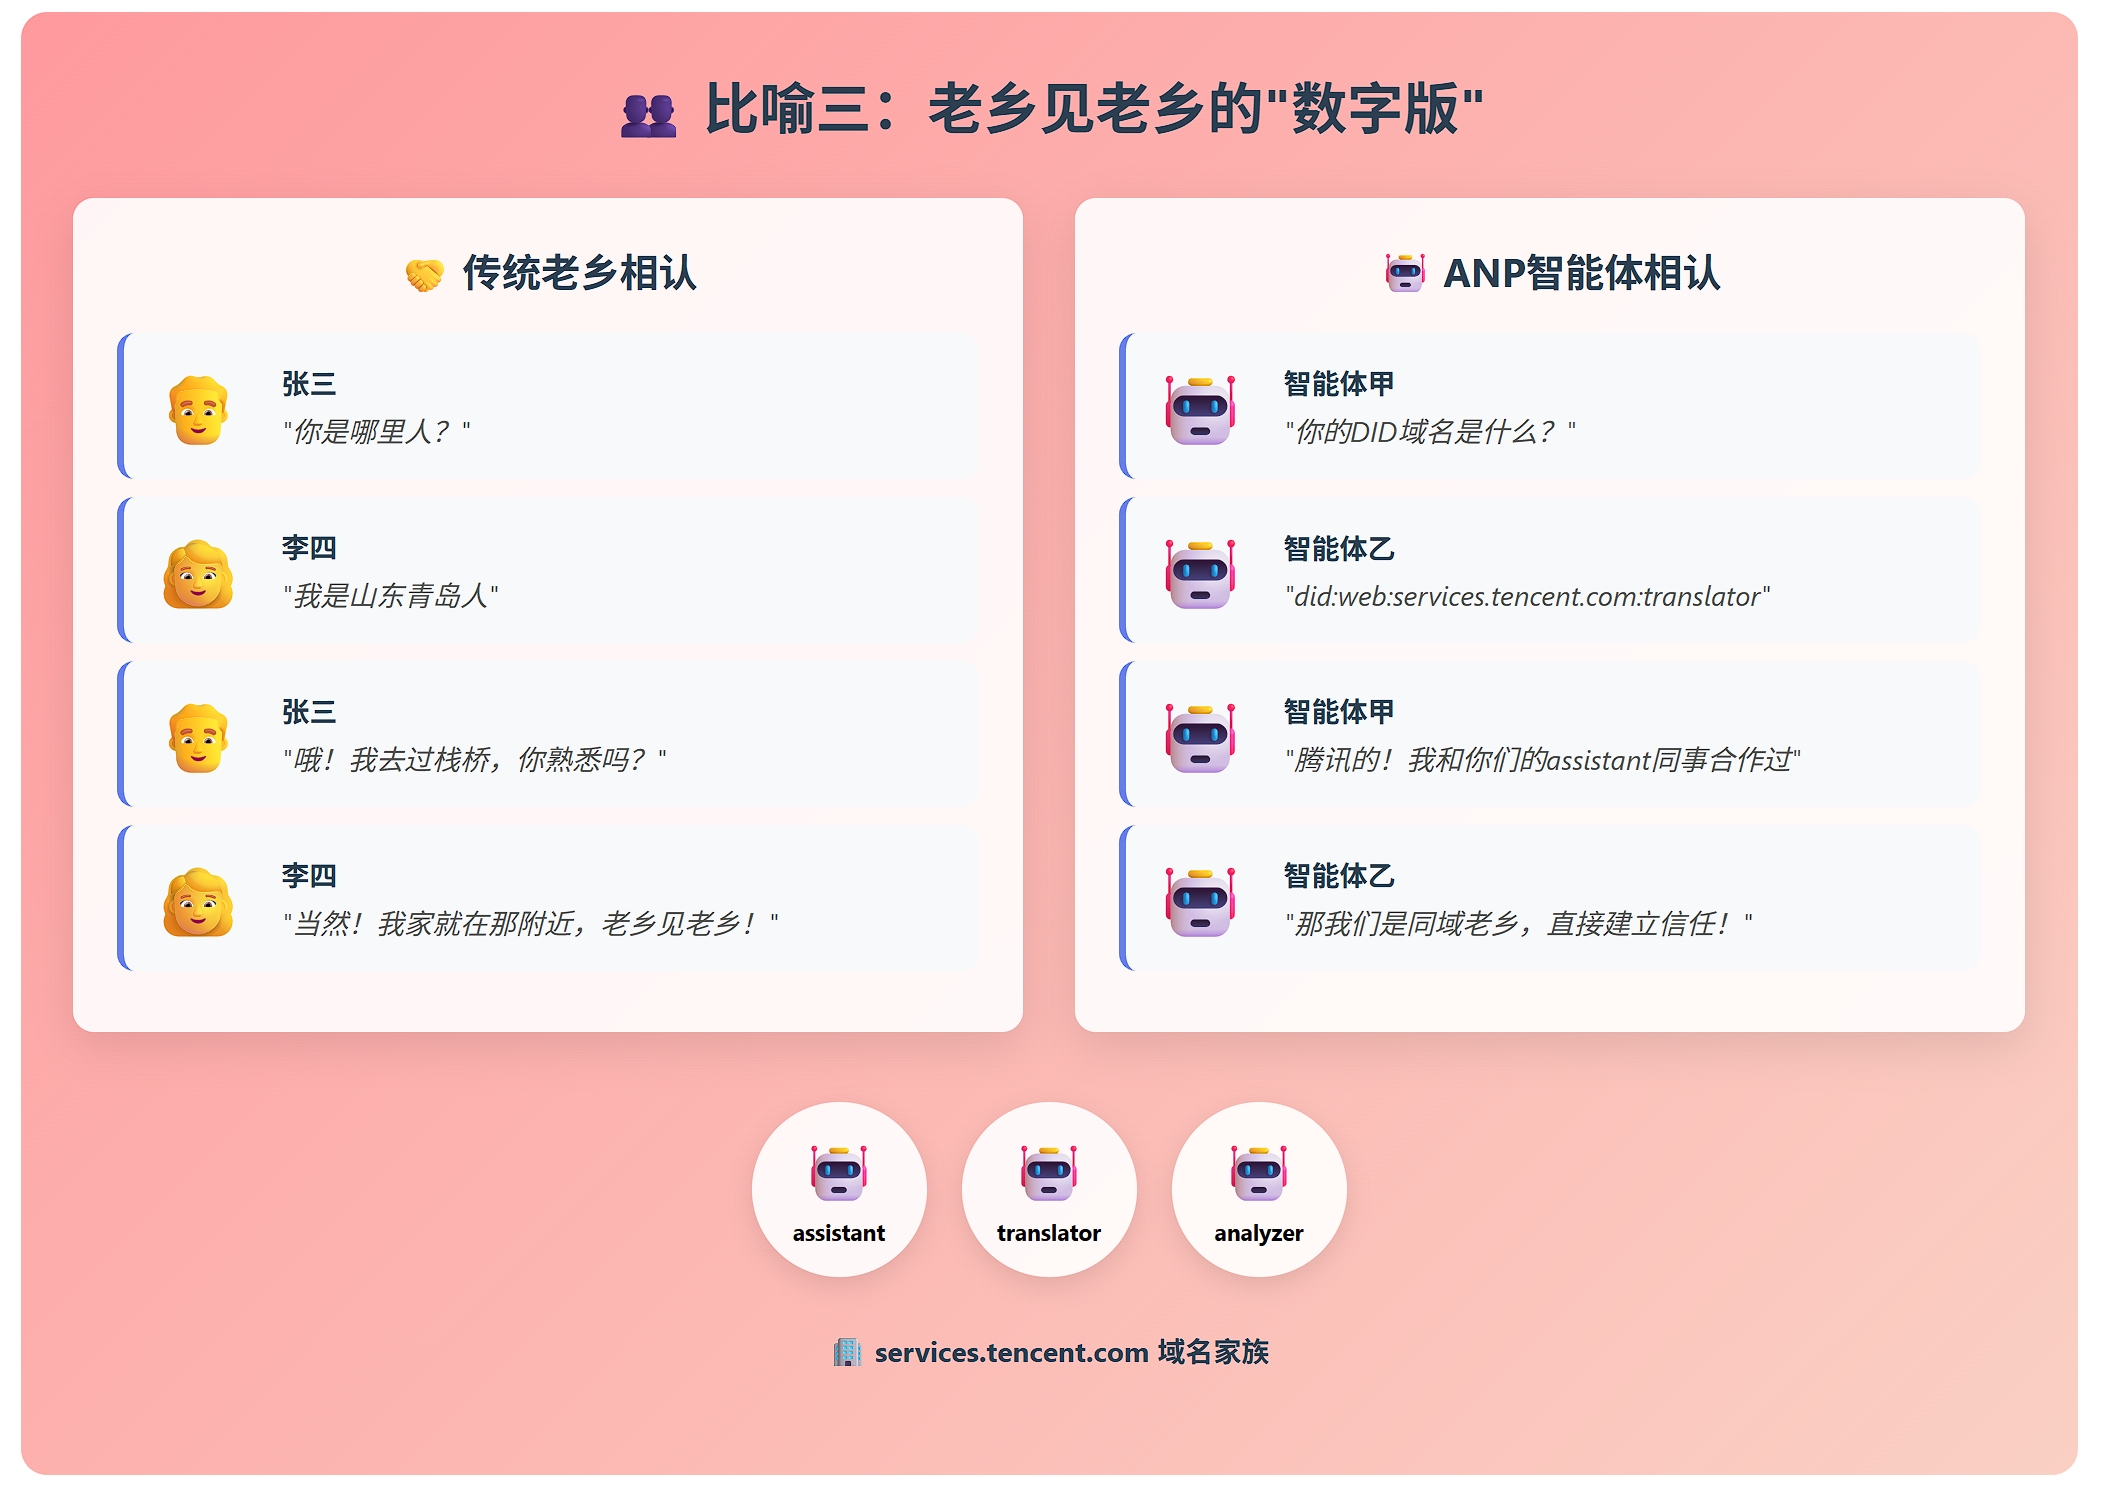 比喻三：老乡见老乡的"数字版"
传统老乡相认
张三
"你是哪里人？"
李四
"我是山东青岛人"
张三
"哦！我去过栈桥，你熟悉吗？"
李四
"当然！我家就在那附近，老乡见老乡！"
ANP智能体相认
智能体甲
"你的DID域名是什么？"
智能体乙
"did:web:services.tencent.com:translator"
智能体甲
"腾讯的！我和你们的assistant同事合作过"
智能体乙
"那我们是同域老乡，直接建立信任！"
assistant
translator
analyzer
services.tencent.com 域名家族